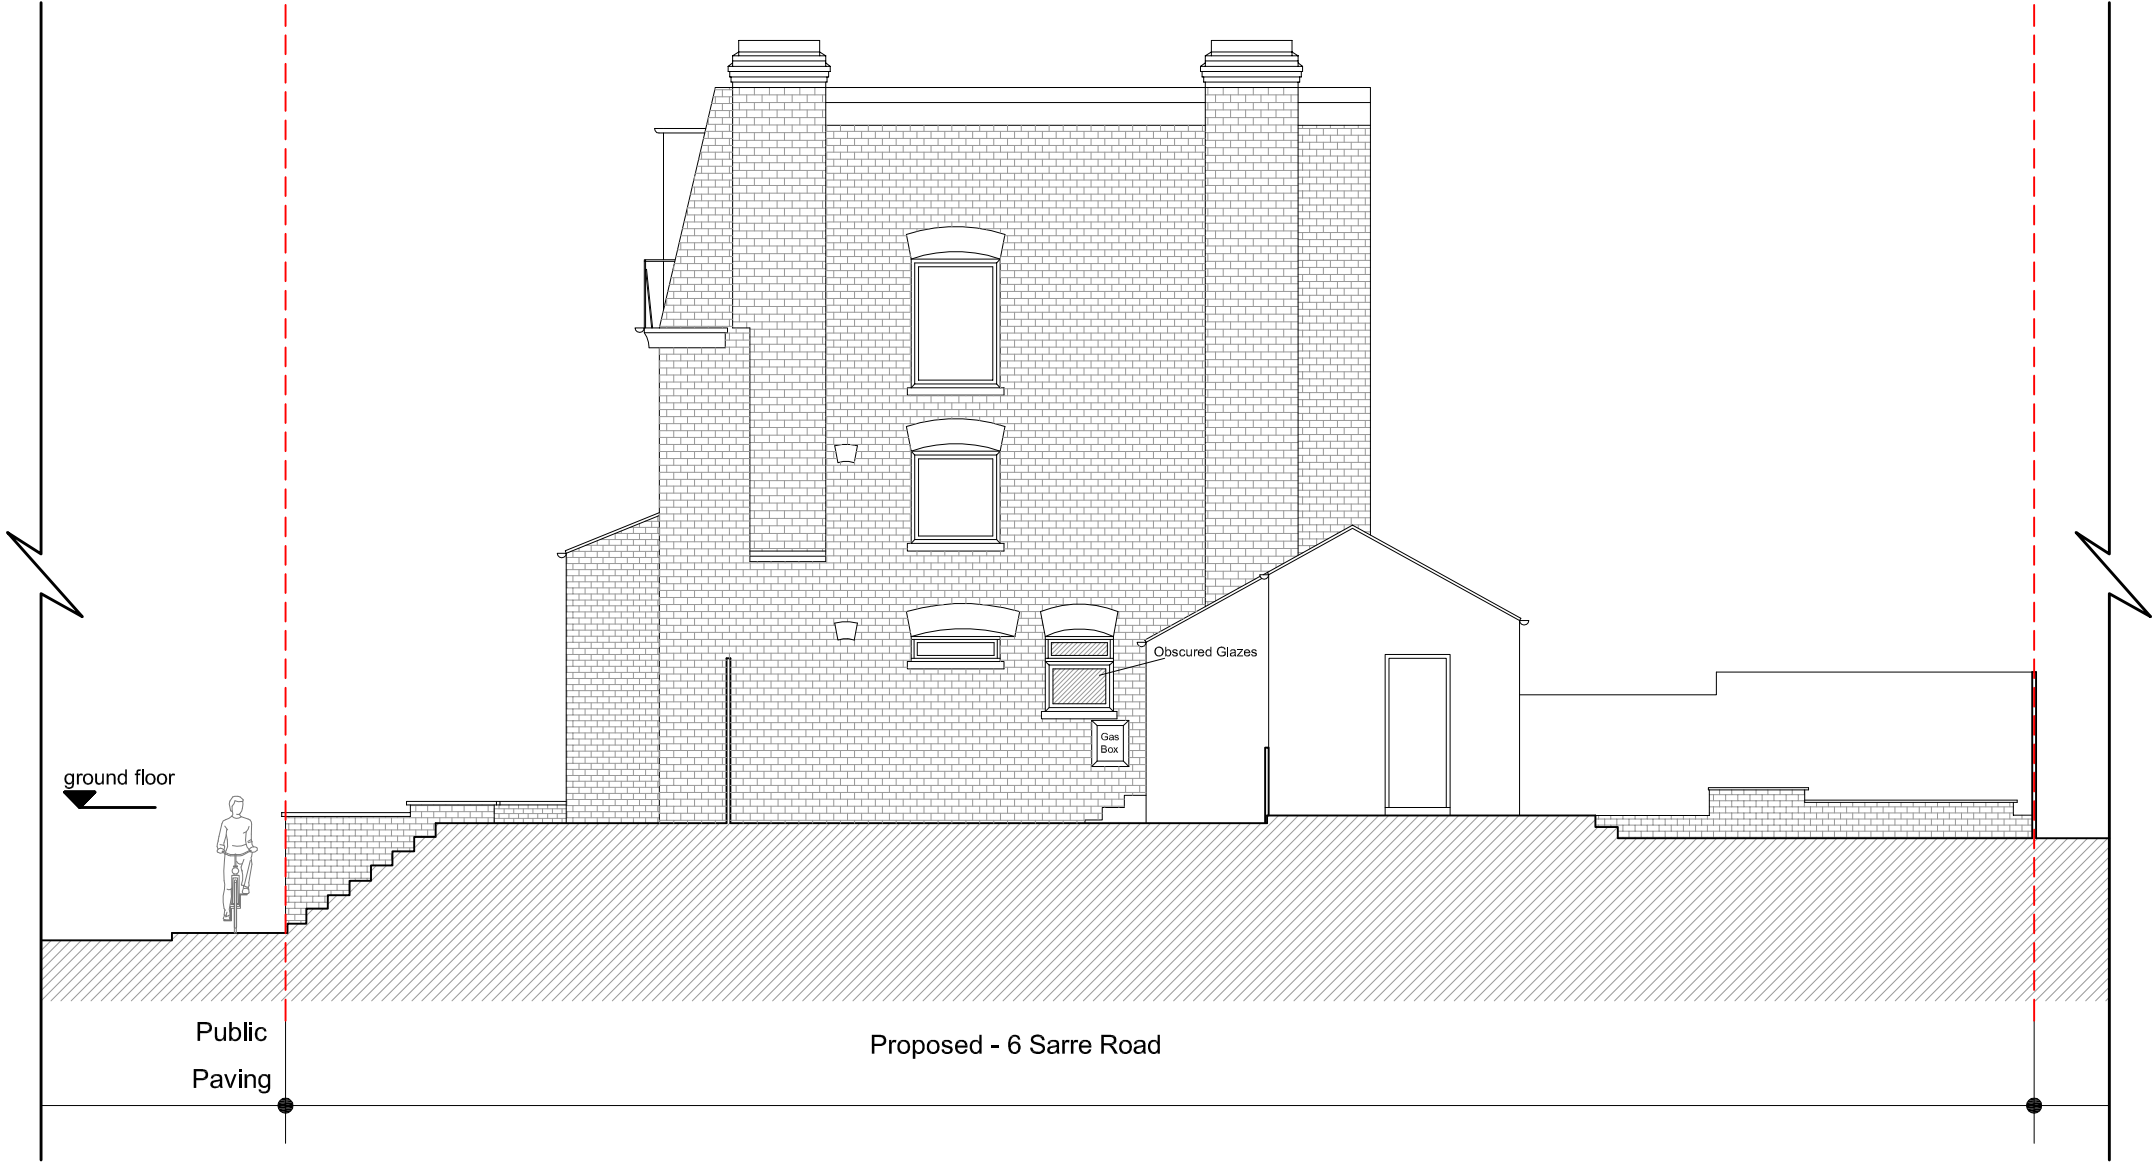 Obscured Glazes
Gas
Box
ground floor
Public
Paving
Proposed - 6 Sarre Road